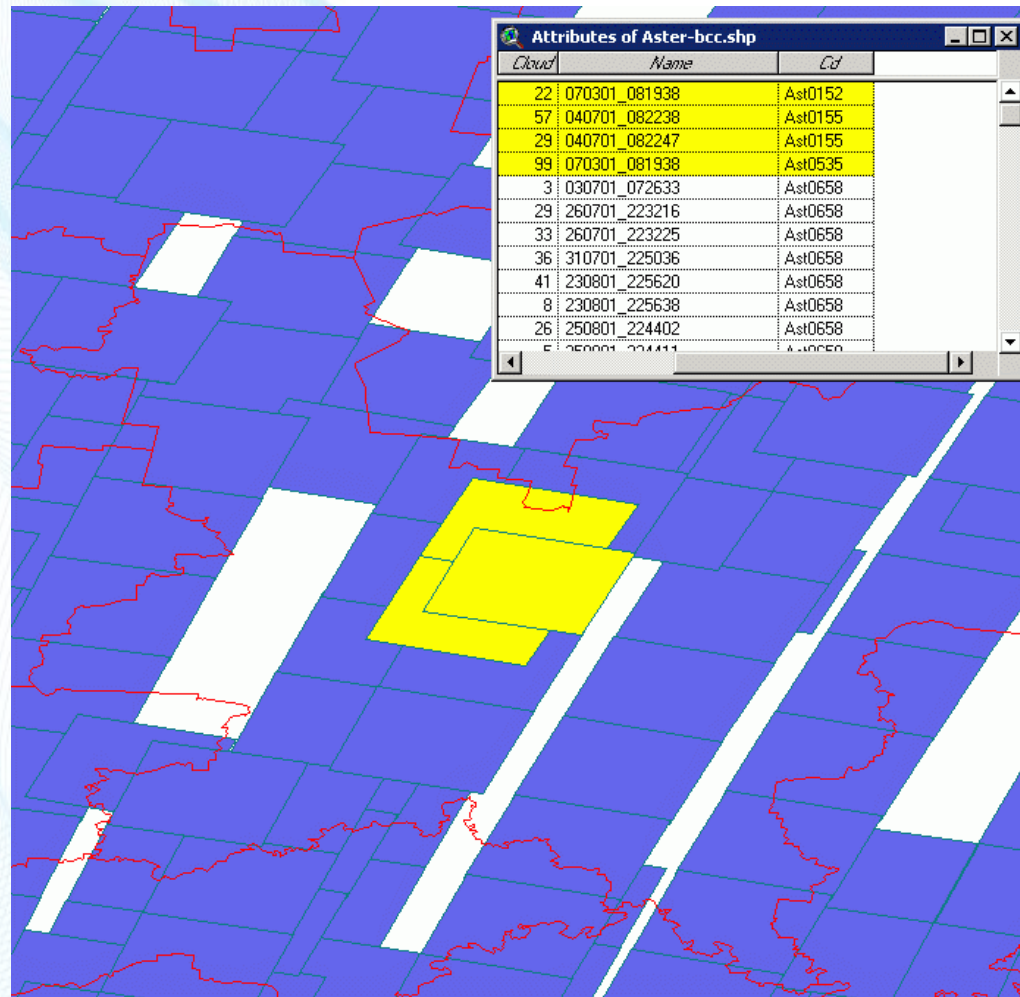 Attributes of Aster-bcc.shp
Cloud Name Cd
22 070301_081938 Ast0152
57 040701_082238 Ast0155
29 040701_082247 Ast0155
99 070301_081938 Ast0535
3 030701_072633 Ast0658
29 260701_223216 Ast0658
33 260701_223225 Ast0658
36 310701_225036 Ast0658
41 230801_225620 Ast0658
8 230801_225638 Ast0658
26 250801_224402 Ast0658